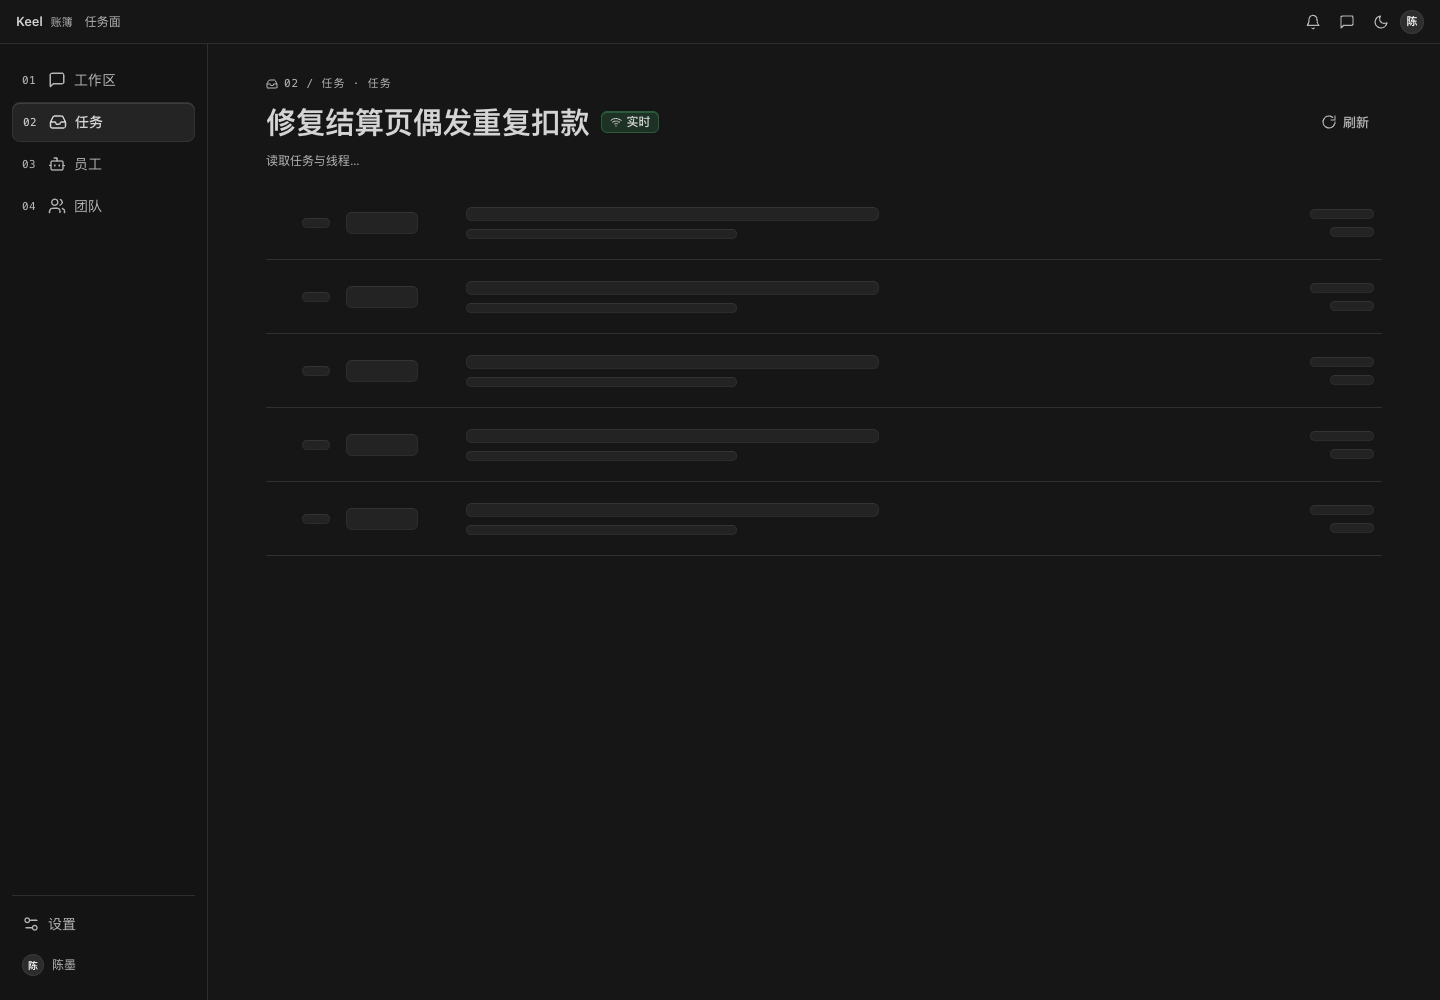 Keel 账簿 任务面
陈
01 工作区
02 任务
03 员工
04 团队
02 / 任务 · 任务
修复结算页偶发重复扣款
实时
刷新
读取任务与线程…
设置
陈 陈墨